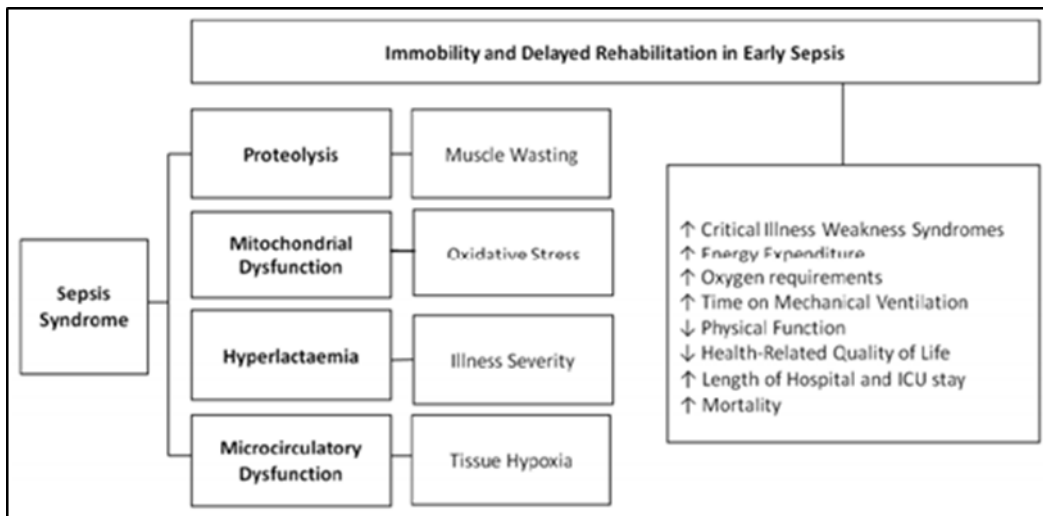 Immobility and Delayed Rehabilitation in Early Sepsis
Sepsis
Syndrome
Proteolysis
Muscle Wasting
Mitochondrial
Dysfunction
Oxidative Stress
Hyperlactaemia
Illness Severity
Microcirculatory
Dysfunction
Tissue Hypoxia
↑ Critical Illness Weakness Syndromes
↑ Energy Expenditure
↑ Oxygen requirements
↑ Time on Mechanical Ventilation
↓ Physical Function
↓ Health-Related Quality of Life
↑ Length of Hospital and ICU stay
↑ Mortality